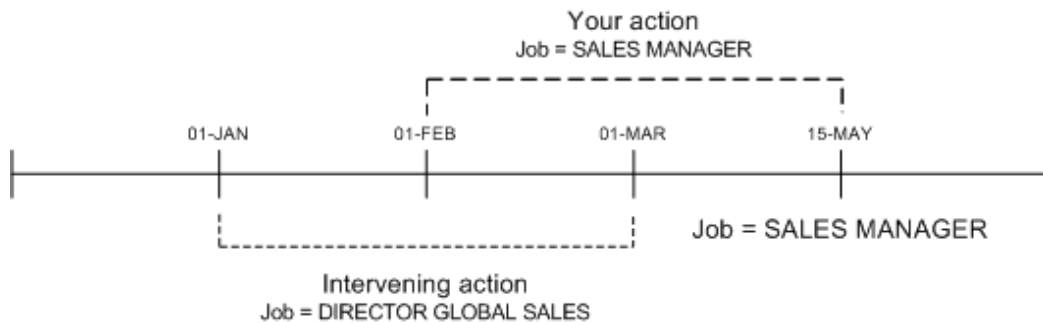 Your action
Job = SALES MANAGER
01-JAN 01-FEB 01-MAR 15-MAY
Job = SALES MANAGER
Intervening action
Job = DIRECTOR GLOBAL SALES